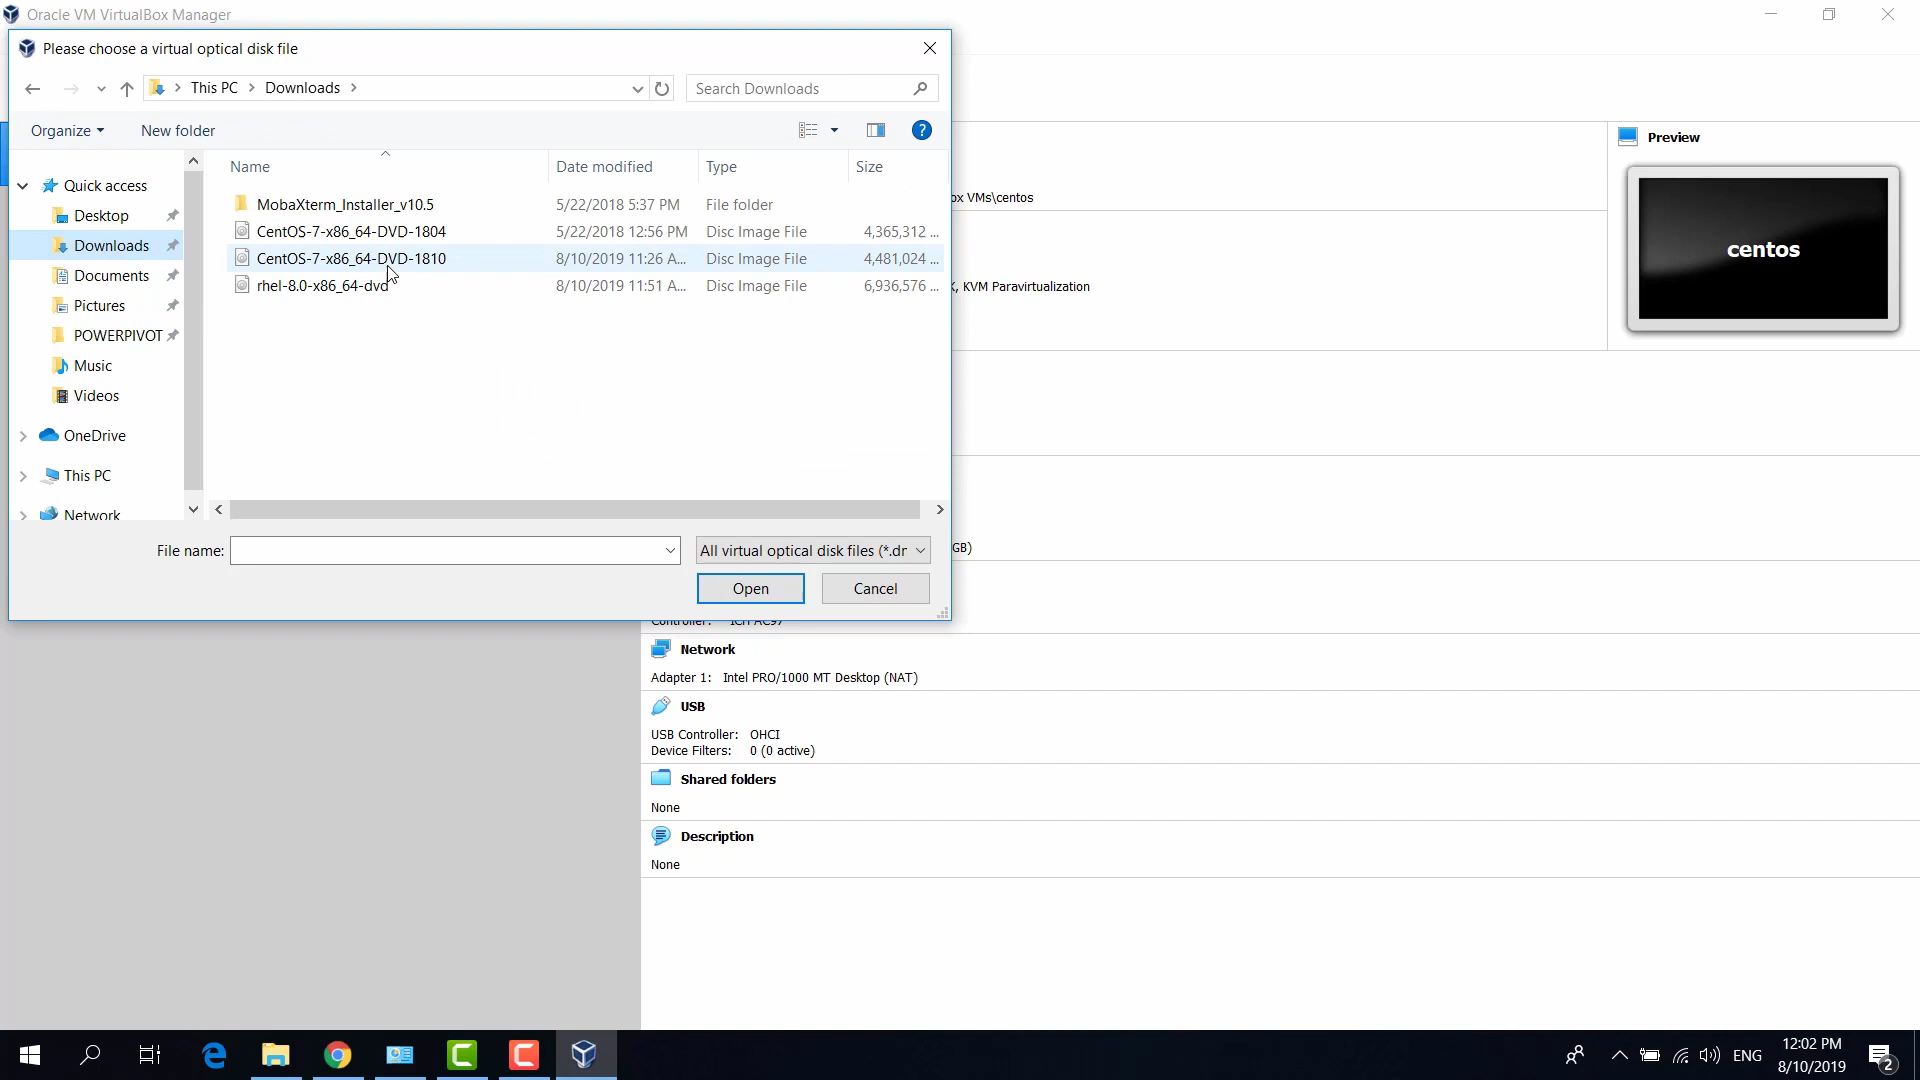 Oracle VM VirtualBox Manager
Please choose a virtual optical disk file
This PC
Downloads
Search Downloads
Organize
New folder
?
Name
Date modified
Type
Size
Quick access
Desktop
Downloads
Documents
Pictures
POWERPIVOT
Music
Videos
OneDrive
This PC
Network
MobaXterm_Installer_v10.5 5/22/2018 5:37 PM File folder
CentOS-7-x86_64-DVD-1804 5/22/2018 12:56 PM Disc Image File 4,365,312 ...
CentOS-7-x86_64-DVD-1810 8/10/2019 11:26 A... Disc Image File 4,481,024 ...
rhel-8.0-x86_64-dvd 8/10/2019 11:51 A... Disc Image File 6,936,576 ...
File name:
All virtual optical disk files (*.dr
Open
Cancel
Preview
centos
ox VMs\centos
, KVM Paravirtualization
GB)
Controller: ICH AC97
Network
Adapter 1: Intel PRO/1000 MT Desktop (NAT)
USB
USB Controller: OHCI
Device Filters: 0 (0 active)
Shared folders
None
Description
None
ENG
12:02 PM
8/10/2019
2